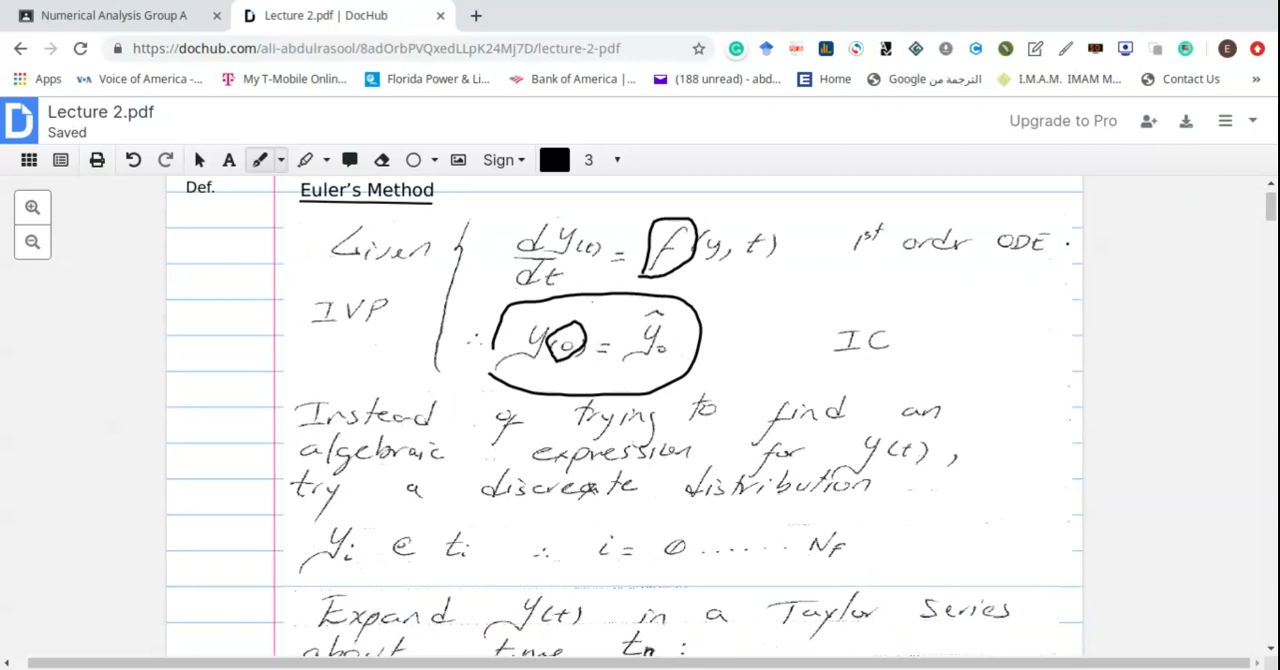 Numerical Analysis Group A
Lecture 2.pdf | DocHub
https://dochub.com/ali-abdulrasool/8adOrbPVQxedLLpK24Mj7D/lecture-2-pdf
E
Apps
Voice of America -...
My T-Mobile Onlin...
Florida Power & Li...
Bank of America |...
(188 unread) - abd...
Home
الترجمة من Google
I.M.A.M. IMAM M...
Contact Us
»
Lecture 2.pdf
Saved
Upgrade to Pro
A
Sign
3
Def.
Euler's Method
Given { dy(t)/dt = f(y, t) 1st ordr ODE.
IVP
∴ y(0) = ŷ₀ IC
Instead of trying to find an
algebraic expression for y(t),
try a discreate distribution
yᵢ @ tᵢ ∴ i = 0 ...... Nf
Expand y(t) in a Taylor Series
about time tn :